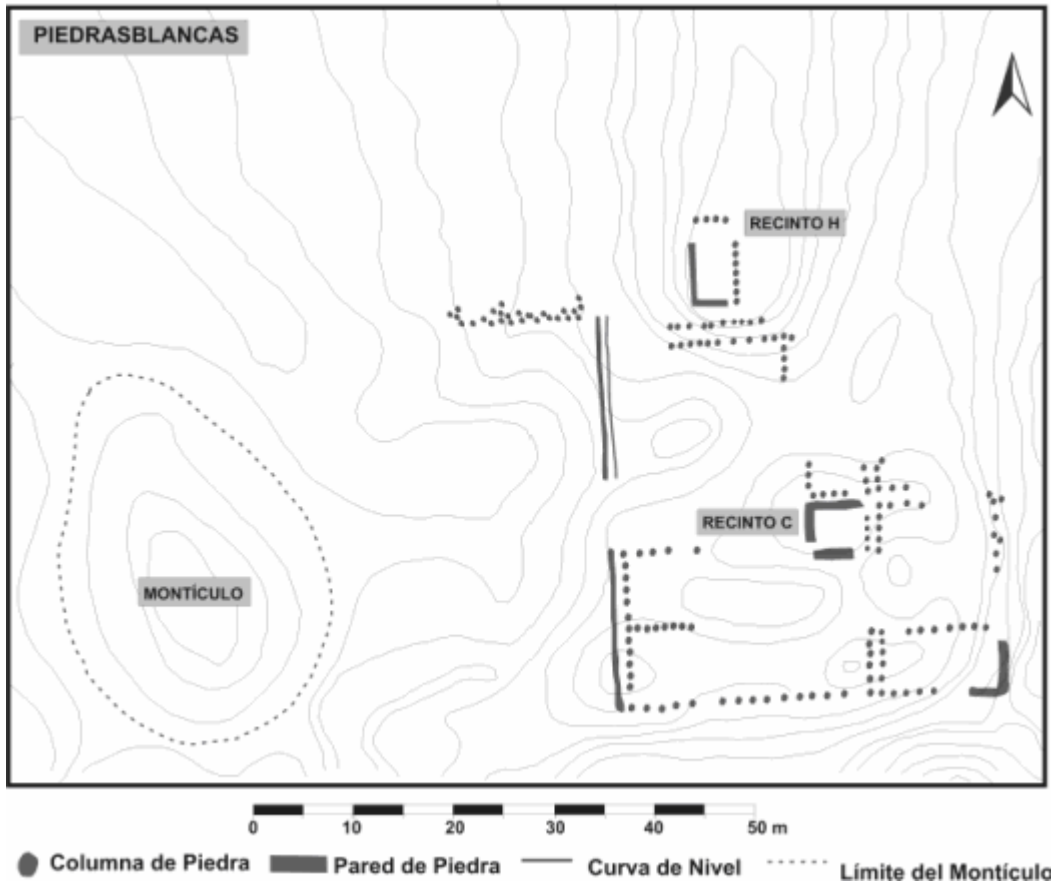 PIEDRASBLANCAS
RECINTO H
RECINTO C
MONTÍCULO
0 10 20 30 40 50 m
Columna de Piedra Pared de Piedra Curva de Nivel Límite del Montículo